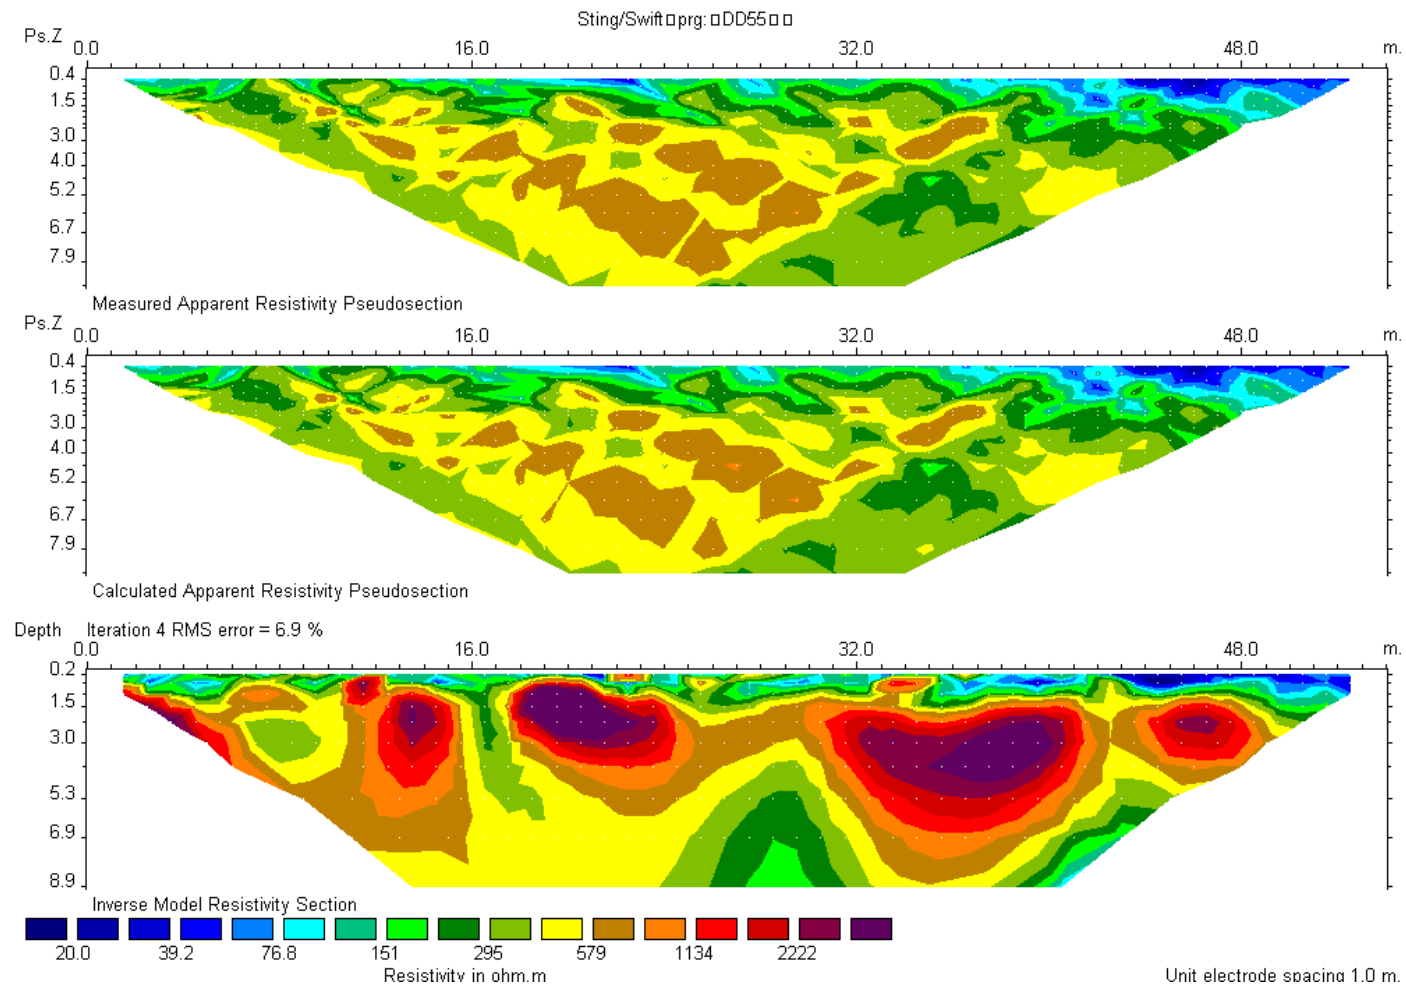 Sting/Swift□prg: □DD55□ □
Ps.Z 0.0 16.0 32.0 48.0 m.
0.4
1.5
3.0
4.0
5.2
6.7
7.9
Measured Apparent Resistivity Pseudosection
Ps.Z 0.0 16.0 32.0 48.0 m.
0.4
1.5
3.0
4.0
5.2
6.7
7.9
Calculated Apparent Resistivity Pseudosection
Depth Iteration 4 RMS error = 6.9 %
0.0 16.0 32.0 48.0 m.
0.2
1.5
3.0
5.3
6.9
8.9
Inverse Model Resistivity Section
20.0 39.2 76.8 151 295 579 1134 2222
Resistivity in ohm.m Unit electrode spacing 1.0 m.